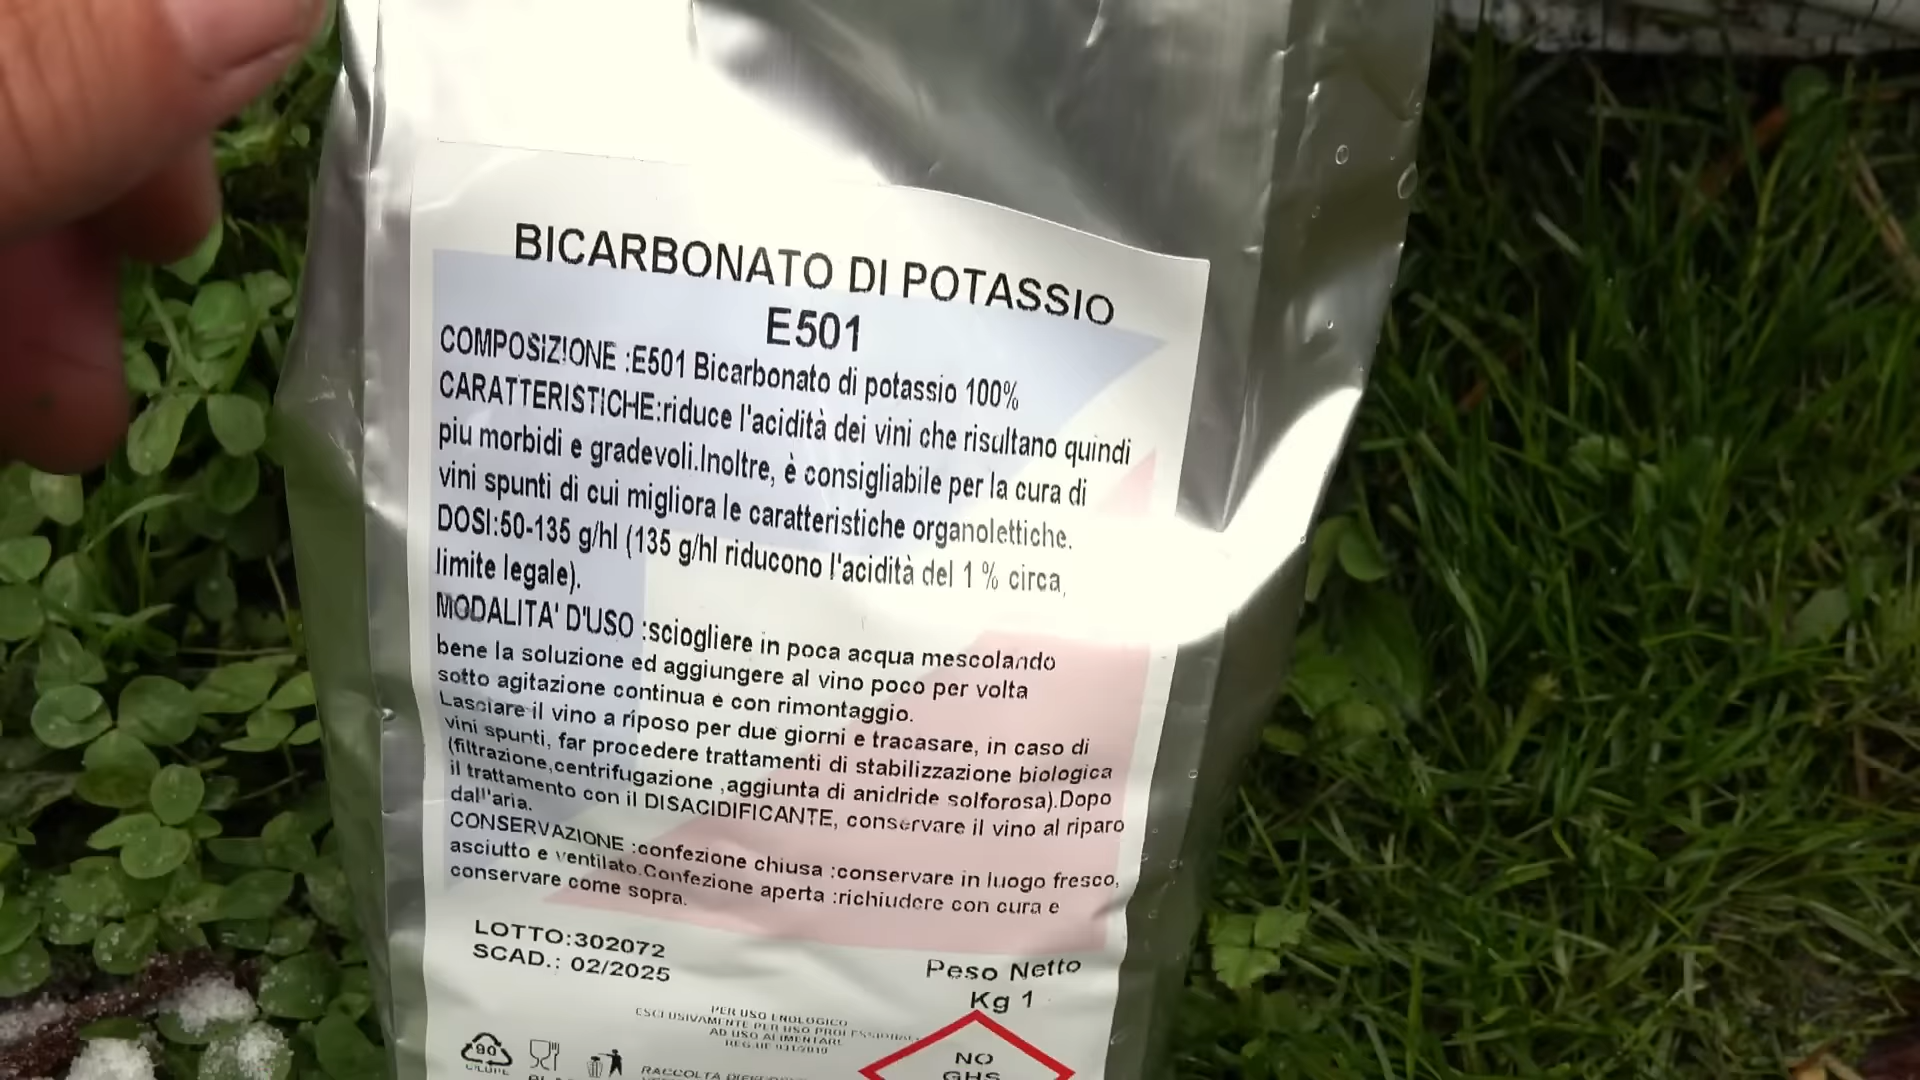 BICARBONATO DI POTASSIO
E501
COMPOSIZIONE :E501 Bicarbonato di potassio 100%
CARATTERISTICHE:riduce l'acidità dei vini che risultano quindi
piu morbidi e gradevoli.Inoltre, è consigliabile per la cura di
vini spunti di cui migliora le caratteristiche organolettiche.
DOSI:50-135 g/hl (135 g/hl riducono l'acidità del 1 % circa,
limite legale).
MODALITA' D'USO :sciogliere in poca acqua mescolando
bene la soluzione ed aggiungere al vino poco per volta
sotto agitazione continua e con rimontaggio.
Lasciare il vino a riposo per due giorni e tracasare, in caso di
vini spunti, far procedere trattamenti di stabilizzazione biologica
(filtrazione,centrifugazione ,aggiunta di anidride solforosa).Dopo
il trattamento con il DISACIDIFICANTE, conservare il vino al riparo
dall'aria.
CONSERVAZIONE :confezione chiusa :conservare in luogo fresco,
asciutto e ventilato.Confezione aperta :richiudere con cura e
conservare come sopra.
LOTTO:302072
SCAD.: 02/2025
Peso Netto
Kg 1
PER USO ENOLOGICO
ESCLUSIVAMENTE PER USO
AD USO ALIMENTARE
90
NO
GHS
RACCOLTA